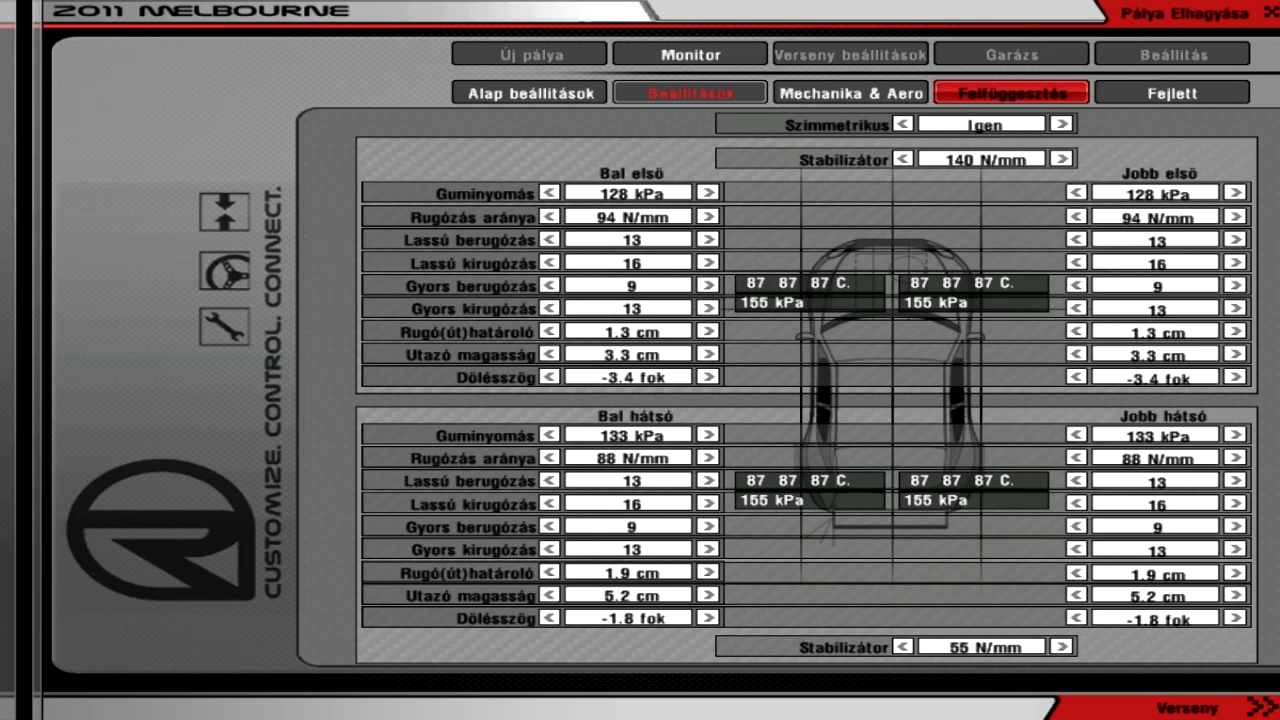 2011 MELBOURNE
Pálya Elhagyása
Új pálya Monitor Verseny beállítások Garázs Beállítás
Alap beállítások Beállítások Mechanika & Aero Felfüggesztés Fejlett
Szimmetrikus < Igen >
Stabilizátor < 140 N/mm >
Bal elsö Jobb elsö
Guminyomás < 128 kPa > < 128 kPa >
Rugózás aránya < 94 N/mm > < 94 N/mm >
Lassú berugózás < 13 > < 13 >
Lassú kirugózás < 16 > < 16 >
Gyors berugózás < 9 > 87 87 87 C. 87 87 87 C. < 9 >
155 kPa 155 kPa
Gyors kirugózás < 13 > < 13 >
Rugó(út)határoló < 1.3 cm > < 1.3 cm >
Utazó magasság < 3.3 cm > < 3.3 cm >
Dölésszög < -3.4 fok > < -3.4 fok >
Bal hátsó Jobb hátsó
Guminyomás < 133 kPa > < 133 kPa >
Rugózás aránya < 88 N/mm > < 88 N/mm >
Lassú berugózás < 13 > 87 87 87 C. 87 87 87 C. < 13 >
Lassú kirugózás < 16 > 155 kPa 155 kPa < 16 >
Gyors berugózás < 9 > < 9 >
Gyors kirugózás < 13 > < 13 >
Rugó(út)határoló < 1.9 cm > < 1.9 cm >
Utazó magasság < 5.2 cm > < 5.2 cm >
Dölésszög < -1.8 fok > < -1.8 fok >
Stabilizátor < 55 N/mm >
CUSTOMIZE. CONTROL. CONNECT.
Verseny >>